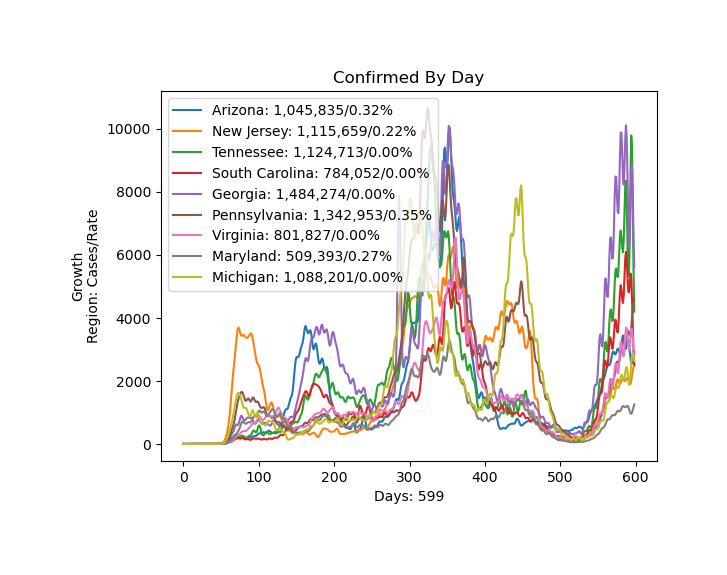 Confirmed By Day
Growth
Region: Cases/Rate
10000
8000
6000
4000
2000
0
Arizona: 1,045,835/0.32%
New Jersey: 1,115,659/0.22%
Tennessee: 1,124,713/0.00%
South Carolina: 784,052/0.00%
Georgia: 1,484,274/0.00%
Pennsylvania: 1,342,953/0.35%
Virginia: 801,827/0.00%
Maryland: 509,393/0.27%
Michigan: 1,088,201/0.00%
0 100 200 300 400 500 600
Days: 599